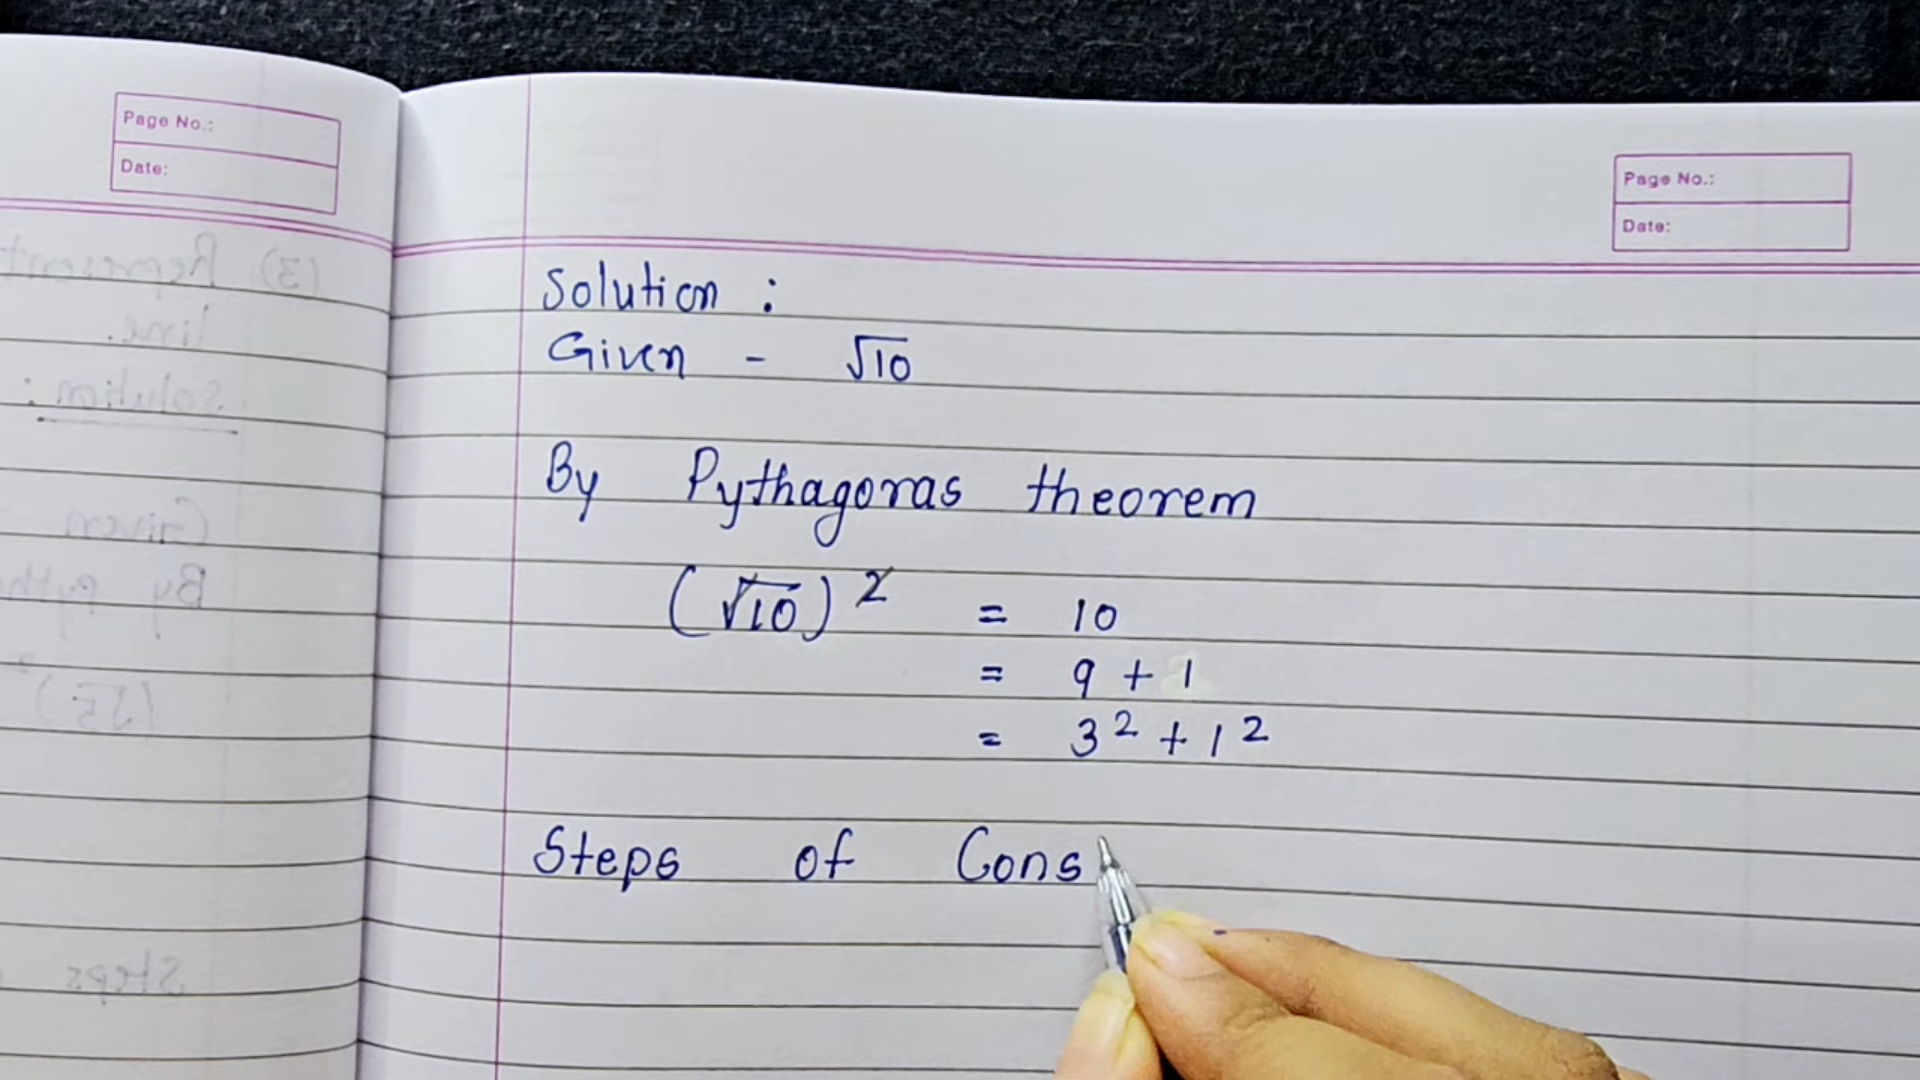 Page No.:
Date:
Page No.:
Date:
Solution :
Given - √10
By Pythagoras theorem
(√10)² = 10
= 9 + 1
= 3² + 1²
Steps of Cons